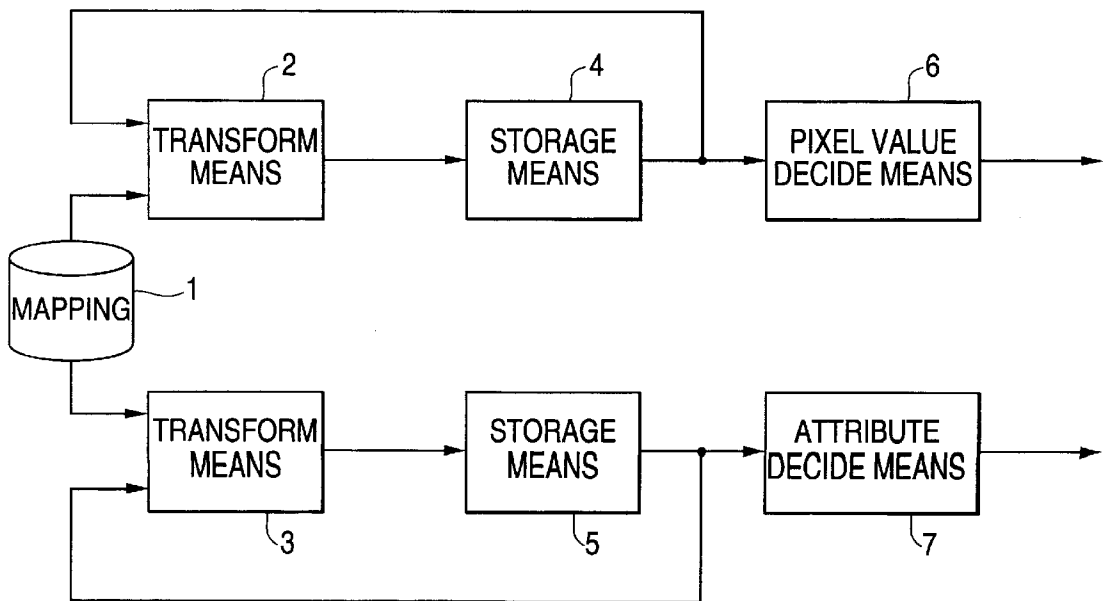 2
4
6
TRANSFORM
MEANS
STORAGE
MEANS
PIXEL VALUE
DECIDE MEANS
MAPPING
1
TRANSFORM
MEANS
STORAGE
MEANS
ATTRIBUTE
DECIDE MEANS
3
5
7